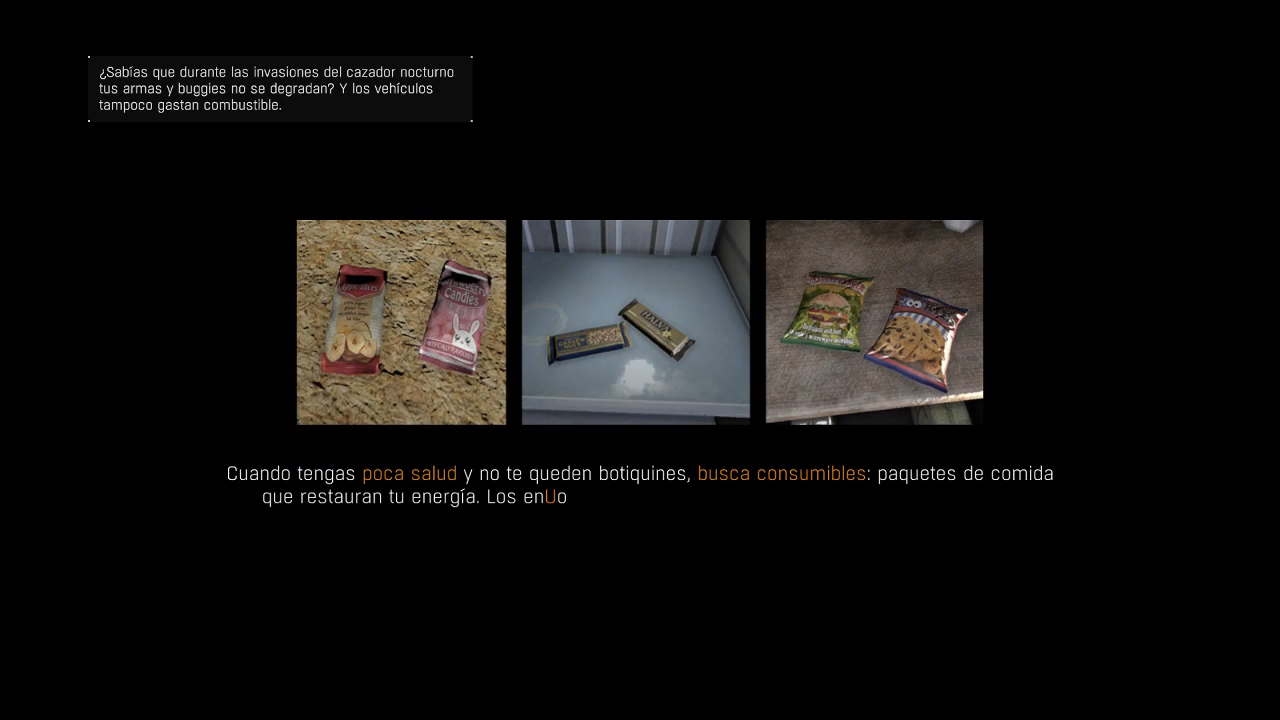 ¿Sabías que durante las invasiones del cazador nocturno
tus armas y buggies no se degradan? Y los vehículos
tampoco gastan combustible.
Candies
HALVA
Cuando tengas poca salud y no te queden botiquines, busca consumibles: paquetes de comida
que restauran tu energía. Los enUo